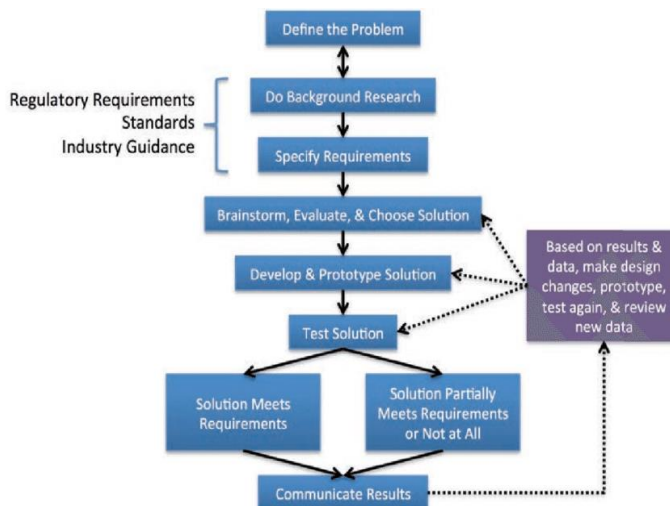 Define the Problem
Do Background Research
Regulatory Requirements
Standards
Industry Guidance
Specify Requirements
Brainstorm, Evaluate, & Choose Solution
Develop & Prototype Solution
Based on results &
data, make design
changes, prototype,
test again, & review
new data
Test Solution
Solution Meets
Requirements
Solution Partially
Meets Requirements
or Not at All
Communicate Results